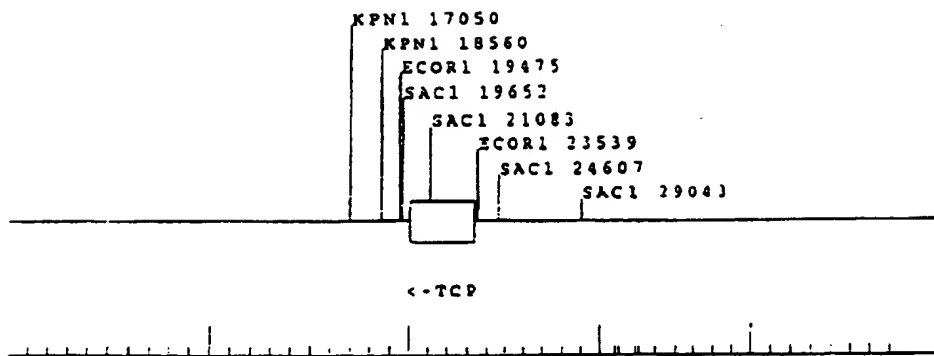 KPN1 17050
KPN1 18560
ECOR1 19475
SAC1 19652
SAC1 21083
ECOR1 23539
SAC1 24607
SAC1 29043
<-TCP